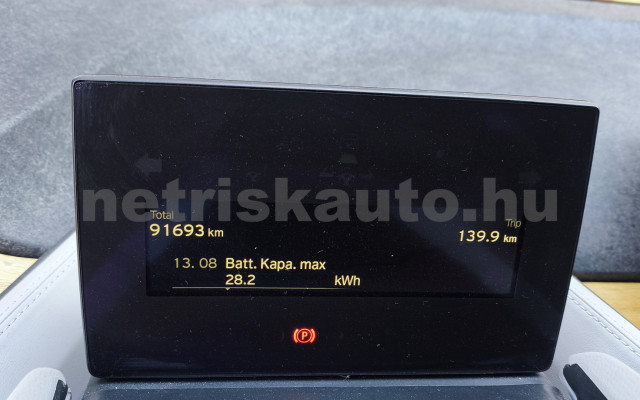 netriskauto.hu
Total
91693 km
Trip
139.9 km
13. 08 Batt. Kapa. max
28.2 kWh
P